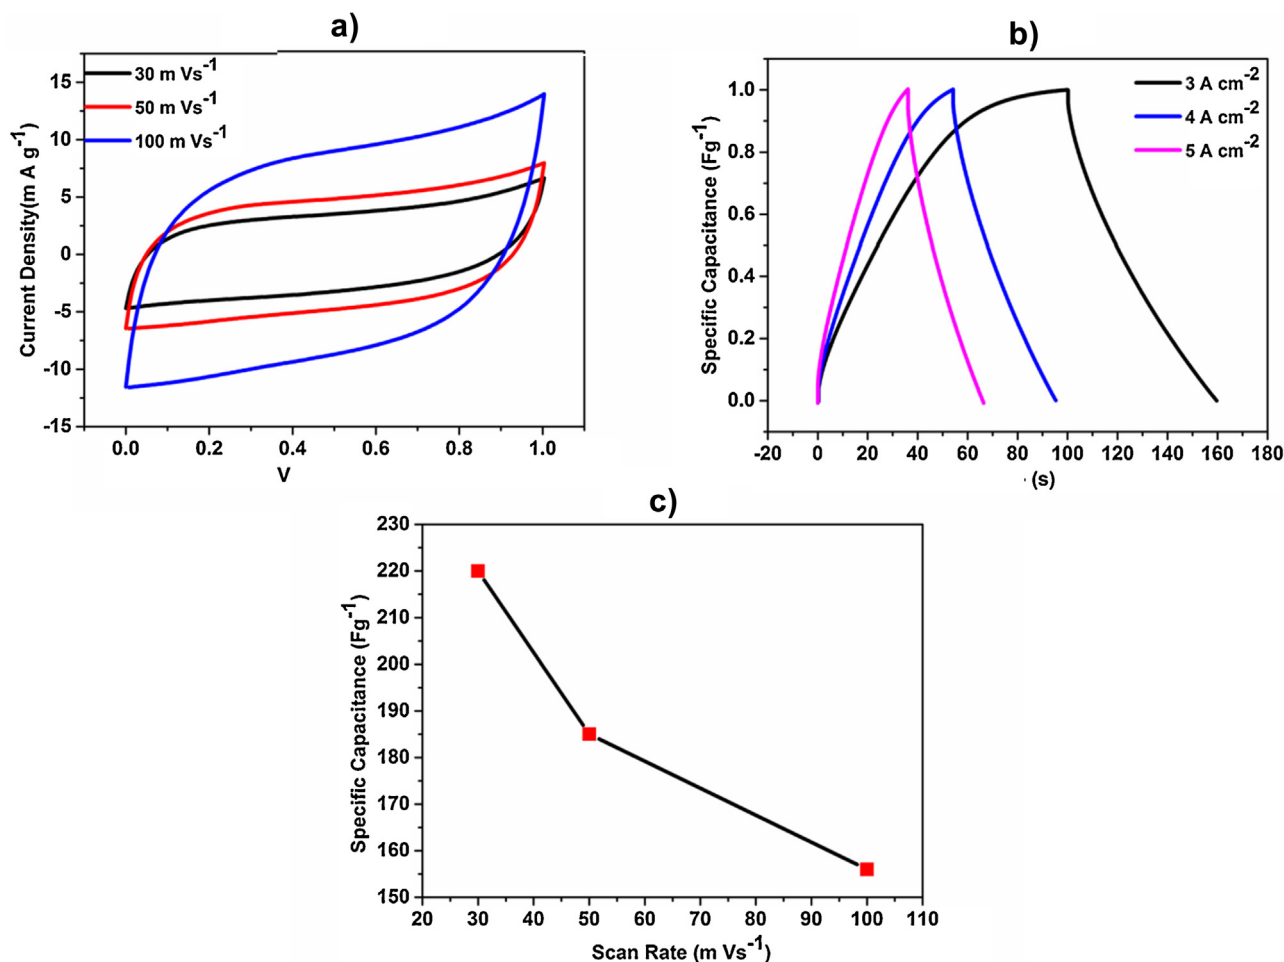 a)
30 m Vs⁻¹
50 m Vs⁻¹
100 m Vs⁻¹
15
10
5
0
-5
-10
-15
Current Density(m A g⁻¹)
0.0 0.2 0.4 0.6 0.8 1.0
V
b)
3 A cm⁻²
4 A cm⁻²
5 A cm⁻²
1.0
0.8
0.6
0.4
0.2
0.0
Specific Capacitance (Fg⁻¹)
-20 0 20 40 60 80 100 120 140 160 180
(s)
c)
230
220
210
200
190
180
170
160
150
Specific Capacitance (Fg⁻¹)
20 30 40 50 60 70 80 90 100 110
Scan Rate (m Vs⁻¹)